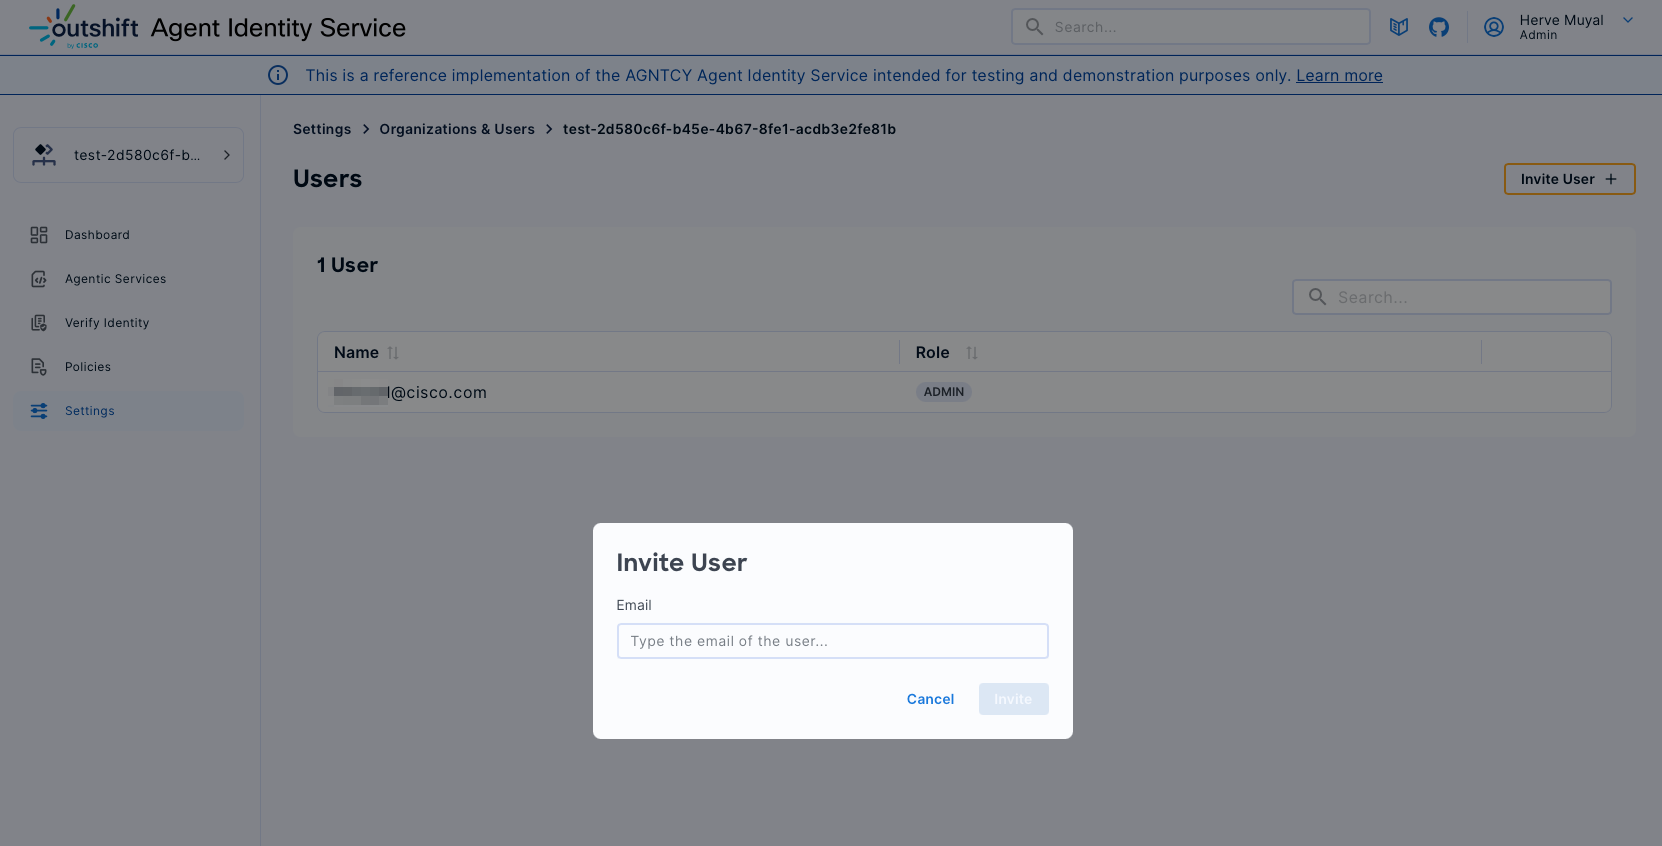 outshift
by CISCO
Agent Identity Service
Search...
Herve Muyal
Admin
This is a reference implementation of the AGNTCY Agent Identity Service intended for testing and demonstration purposes only. Learn more
test-2d580c6f-b...
Dashboard
Agentic Services
Verify Identity
Policies
Settings
Settings > Organizations & Users > test-2d580c6f-b45e-4b67-8fe1-acdb3e2fe81b
Users
Invite User +
1 User
Search...
Name
Role
@cisco.com
ADMIN
Invite User
Email
Type the email of the user...
Cancel
Invite